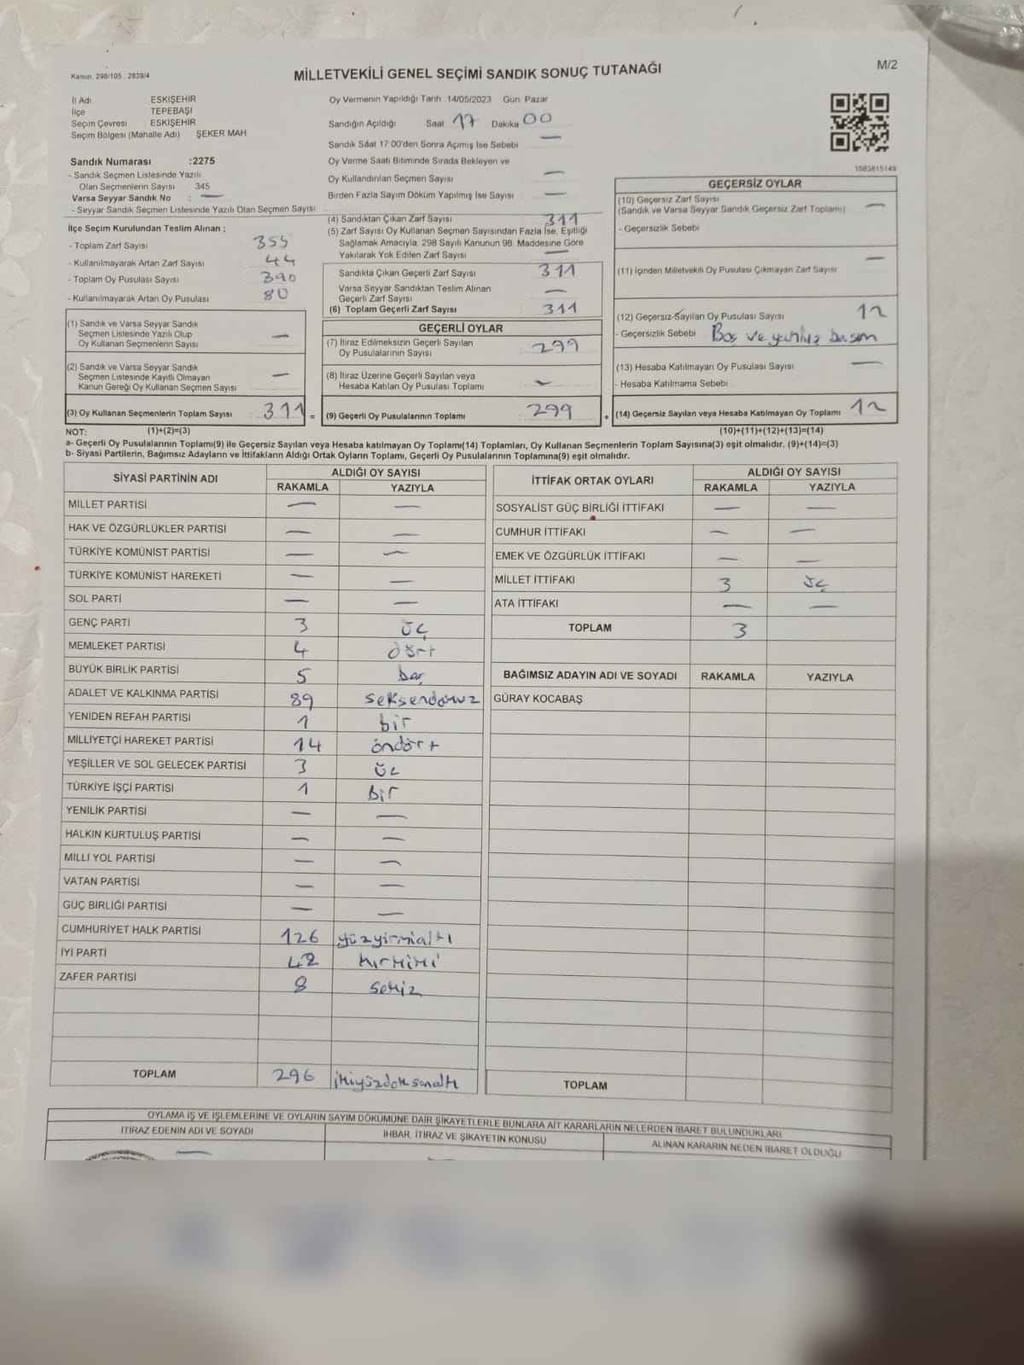 Kanun. 298/105 . 2839/4
MİLLETVEKİLİ GENEL SEÇİMİ SANDIK SONUÇ TUTANAĞI
M/2
İl Adı ESKİŞEHİR
İlçe TEPEBAŞI
Seçim Çevresi ESKİŞEHİR
Seçim Bölgesi (Mahalle Adı) ŞEKER MAH
Sandık Numarası :2275
- Sandık Seçmen Listesinde Yazılı
Olan Seçmenlerin Sayısı 345
Varsa Seyyar Sandık No : —
- Seyyar Sandık Seçmen Listesinde Yazılı Olan Seçmen Sayısı
İlçe Seçim Kurulundan Teslim Alınan ;
- Toplam Zarf Sayısı 355
- Kullanılmayarak Artan Zarf Sayısı 44
- Toplam Oy Pusulası Sayısı 390
- Kullanılmayarak Artan Oy Pusulası 80
(1) Sandık ve Varsa Seyyar Sandık
Seçmen Listesinde Yazılı Olup
Oy Kullanan Seçmenlerin Sayısı —
(2) Sandık ve Varsa Seyyar Sandık
Seçmen Listesinde Kayıtlı Olmayan
Kanun Gereği Oy Kullanan Seçmen Sayısı —
(3) Oy Kullanan Seçmenlerin Toplam Sayısı 311
Oy Vermenin Yapıldığı Tarih 14/05/2023 Gün Pazar
Sandığın Açıldığı Saat 17 Dakika 00
Sandık Saat 17:00'den Sonra Açımış İse Sebebi —
Oy Verme Saati Bitiminde Sırada Bekleyen ve
Oy Kullandırılan Seçmen Sayısı —
Birden Fazla Sayım Döküm Yapılmış İse Sayısı —
(4) Sandıktan Çıkan Zarf Sayısı 311
(5) Zarf Sayısı Oy Kullanan Seçmen Sayısından Fazla İse, Eşitliği
Sağlamak Amacıyla, 298 Sayılı Kanunun 98. Maddesine Göre
Yakılarak Yok Edilen Zarf Sayısı
Sandıkta Çıkan Geçerli Zarf Sayısı 311
Varsa Seyyar Sandıktan Teslim Alınan
Geçerli Zarf Sayısı —
(6) Toplam Geçerli Zarf Sayısı 311
GEÇERLİ OYLAR
(7) İtiraz Edilmeksizin Geçerli Sayılan
Oy Pusulalarının Sayısı 299
(8) İtiraz Üzerine Geçerli Sayılan veya
Hesaba Katılan Oy Pusulası Toplamı —
= (9) Geçerli Oy Pusulalarının Toplamı 299
1583815149
GEÇERSİZ OYLAR
(10) Geçersiz Zarf Sayısı
(Sandık ve Varsa Seyyar Sandık Geçersiz Zarf Toplamı) —
- Geçersizlik Sebebi
(11) İçinden Milletvekili Oy Pusulası Çıkmayan Zarf Sayısı —
(12) Geçersiz Sayılan Oy Pusulası Sayısı 12
- Geçersizlik Sebebi Boş ve yanlış basım
(13) Hesaba Katılmayan Oy Pusulası Sayısı —
- Hesaba Katılmama Sebebi
+ (14) Geçersiz Sayılan veya Hesaba Katılmayan Oy Toplamı 12
NOT: (1)+(2)=(3) (10)+(11)+(12)+(13)=(14)
a- Geçerli Oy Pusulalarının Toplamı(9) ile Geçersiz Sayılan veya Hesaba katılmayan Oy Toplamı(14) Toplamları, Oy Kullanan Seçmenlerin Toplam Sayısına(3) eşit olmalıdır. (9)+(14)=(3)
b- Siyasi Partilerin, Bağımsız Adayların ve İttifakların Aldığı Ortak Oyların Toplamı, Geçerli Oy Pusulalarının Toplamına(9) eşit olmalıdır.
SİYASİ PARTİNİN ADI ALDIĞI OY SAYISI
RAKAMLA YAZIYLA
MİLLET PARTİSİ — —
HAK VE ÖZGÜRLÜKLER PARTİSİ — —
TÜRKİYE KOMÜNİST PARTİSİ — —
TÜRKİYE KOMÜNİST HAREKETİ — —
SOL PARTİ — —
GENÇ PARTİ 3 üç
MEMLEKET PARTİSİ 4 dört
BÜYÜK BİRLİK PARTİSİ 5 beş
ADALET VE KALKINMA PARTİSİ 89 seksendokuz
YENİDEN REFAH PARTİSİ 1 bir
MİLLİYETÇİ HAREKET PARTİSİ 14 öndört
YEŞİLLER VE SOL GELECEK PARTİSİ 3 üç
TÜRKİYE İŞÇİ PARTİSİ 1 bir
YENİLİK PARTİSİ — —
HALKIN KURTULUŞ PARTİSİ — —
MİLLİ YOL PARTİSİ — —
VATAN PARTİSİ — —
GÜÇ BİRLİĞİ PARTİSİ — —
CUMHURİYET HALK PARTİSİ 126 yüzyirmialtı
İYİ PARTİ 42 kırkiki
ZAFER PARTİSİ 8 sekiz
TOPLAM 296 ikiyüzdoksanaltı
İTTİFAK ORTAK OYLARI ALDIĞI OY SAYISI
RAKAMLA YAZIYLA
SOSYALİST GÜÇ BİRLİĞİ İTTİFAKI — —
CUMHUR İTTİFAKI — —
EMEK VE ÖZGÜRLÜK İTTİFAKI — —
MİLLET İTTİFAKI 3 üç
ATA İTTİFAKI — —
TOPLAM 3
BAĞIMSIZ ADAYIN ADI VE SOYADI RAKAMLA YAZIYLA
GÜRAY KOCABAŞ
TOPLAM
OYLAMA İŞ VE İŞLEMLERİNE VE OYLARIN SAYIM DÖKÜMÜNE DAİR ŞİKAYETLERLE BUNLARA AİT KARARLARIN NELERDEN İBARET BULUNDUKLARI
İTİRAZ EDENİN ADI VE SOYADI İHBAR, İTİRAZ VE ŞİKAYETİN KONUSU ALINAN KARARIN NEDEN İBARET OLDUĞU